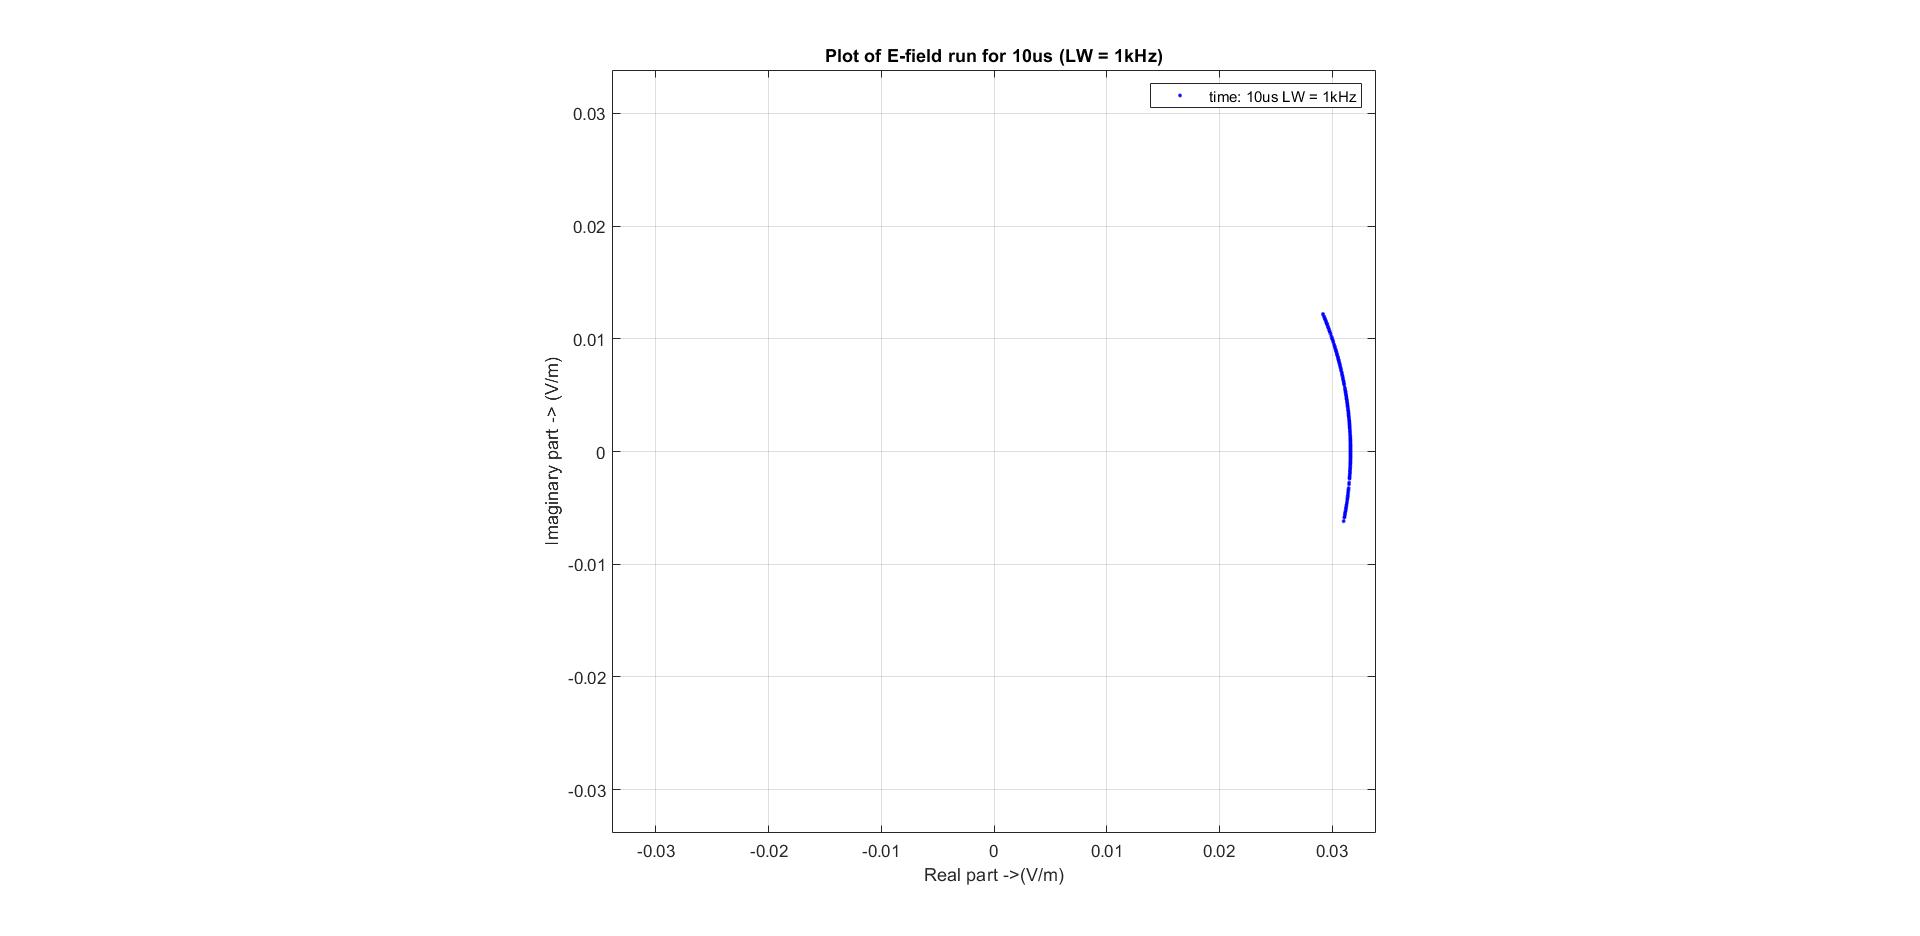 Plot of E-field run for 10us (LW = 1kHz)
time: 10us LW = 1kHz
0.03
0.02
0.01
0
-0.01
-0.02
-0.03
Imaginary part -> (V/m)
-0.03 -0.02 -0.01 0 0.01 0.02 0.03
Real part ->(V/m)